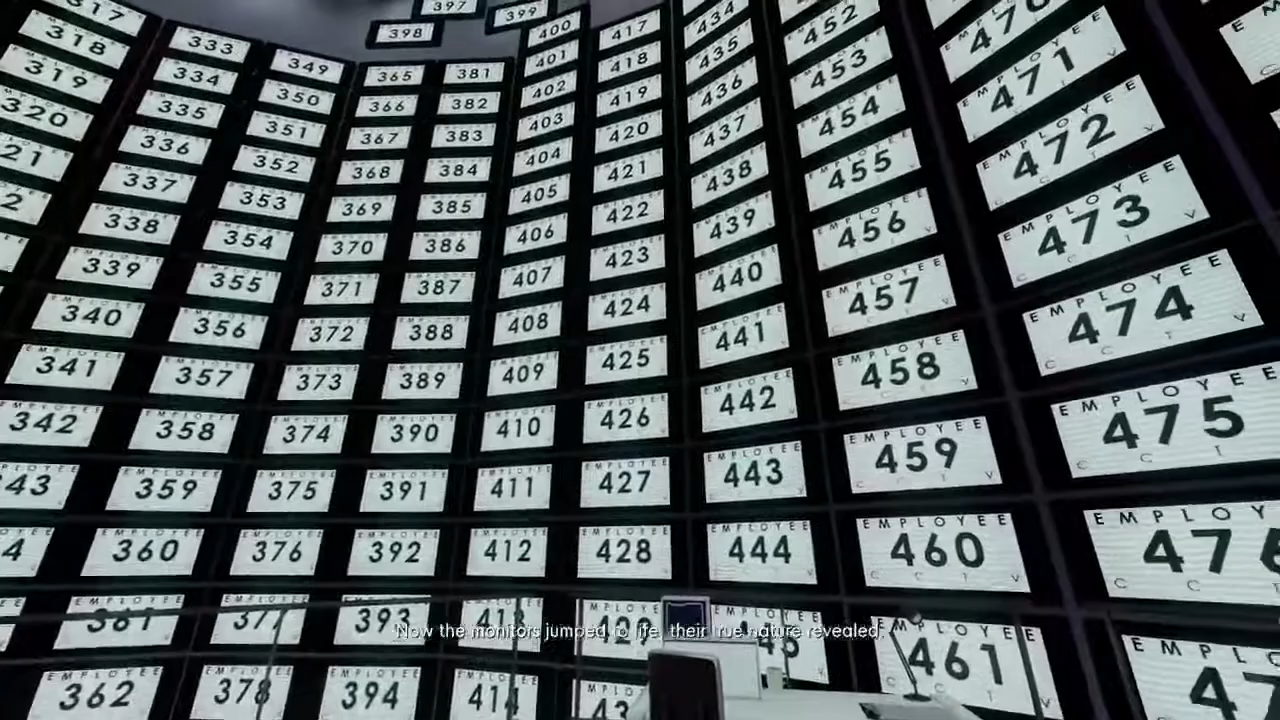 397
399
398
317 333 349 365 381 400 417 434 452 470
318 334 350 366 382 401 418 435 453 EMPLOYEE 471
319 335 351 367 383 402 419 436 454 EMPLOYEE 472
320 336 352 368 384 403 420 437 455 EMPLOYEE 473
337 353 369 385 404 421 438 456 EMPLOYEE 474
338 354 370 386 405 422 439 EMPLOYEE 457 EMPLOYEE 475
339 355 371 387 406 423 440 EMPLOYEE 458 EMPLOYEE
340 356 372 388 407 424 441 EMPLOYEE 459
341 357 373 389 408 425 EMPLOYEE 442 EMPLOYEE 460 CCTV
342 358 374 390 409 426 EMPLOYEE 443 461
359 375 391 410 427 EMPLOYEE 444
360 376 392 411 EMPLOYEE 428
361 377 393 412
362 378 394 414
Now the monitors jumped to life, their true nature revealed.